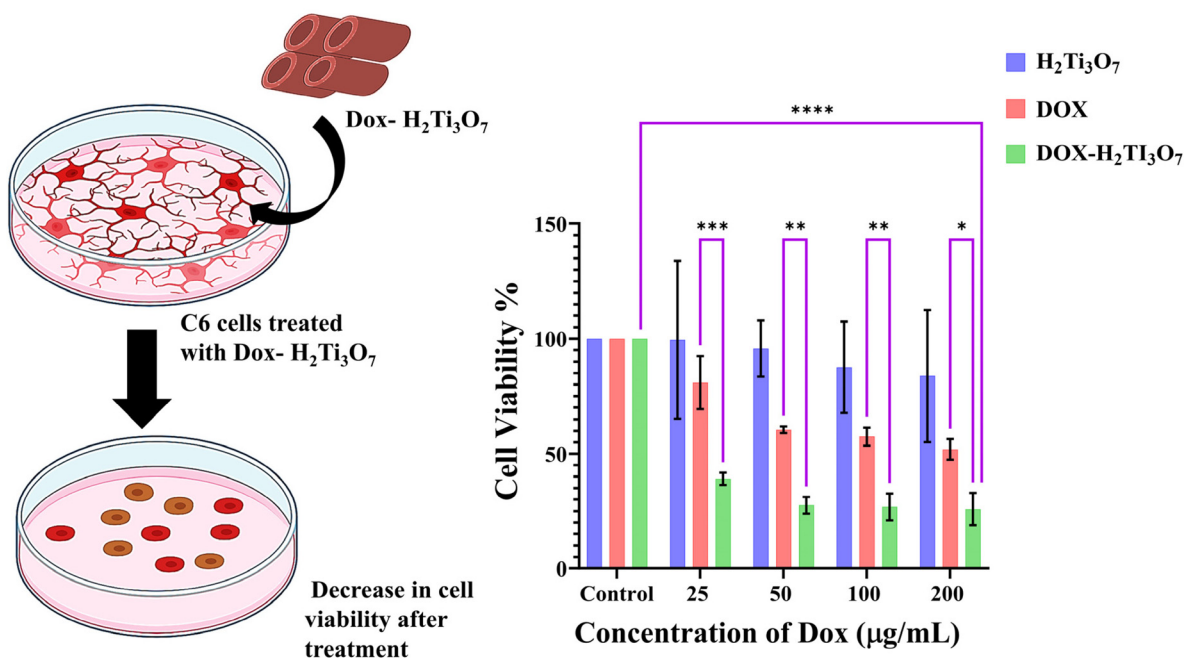 Dox- H₂Ti₃O₇
C6 cells treated
with Dox- H₂Ti₃O₇
Decrease in cell
viability after
treatment
H₂Ti₃O₇
DOX
DOX-H₂TI₃O₇
****
*** ** ** *
Cell Viability %
150
100
50
0
Control 25 50 100 200
Concentration of Dox (µg/mL)